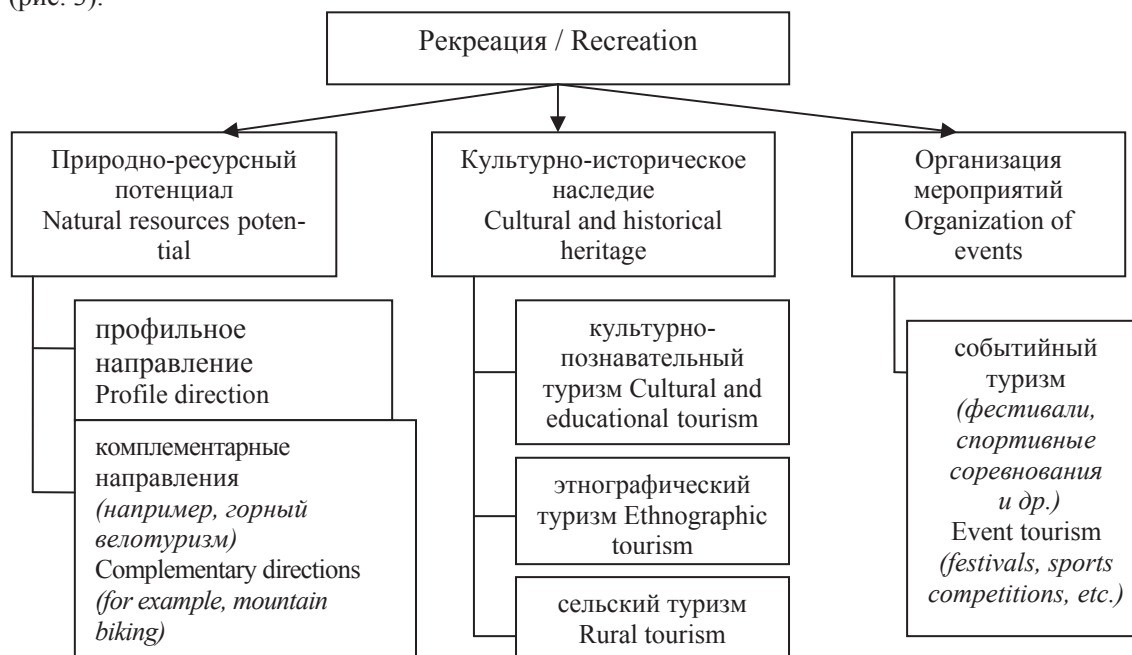 (рис. 3).
Рекреация / Recreation
Природно-ресурсный
потенциал
Natural resources poten-
tial
Культурно-историческое
наследие
Cultural and historical
heritage
Организация
мероприятий
Organization of
events
профильное
направление
Profile direction
комплементарные
направления
(например, горный
велотуризм)
Complementary directions
(for example, mountain
biking)
культурно-
познавательный
туризм Cultural and
educational tourism
этнографический
туризм Ethnographic
tourism
сельский туризм
Rural tourism
событийный
туризм
(фестивали,
спортивные
соревнования
и др.)
Event tourism
(festivals, sports
competitions, etc.)